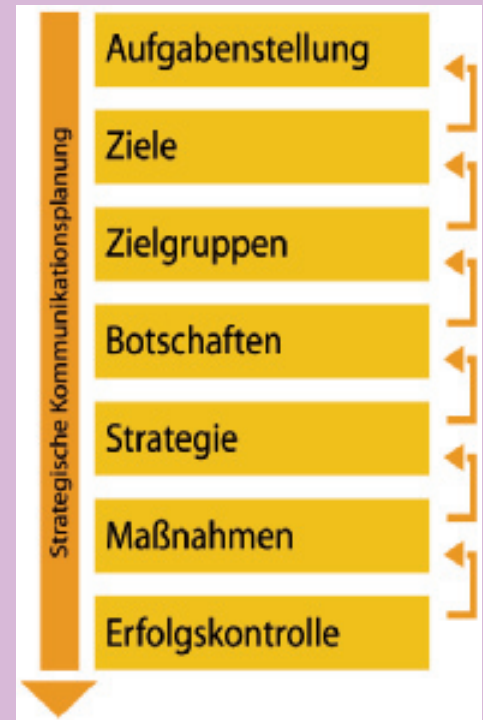 Strategische Kommunikationsplanung
Aufgabenstellung
Ziele
Zielgruppen
Botschaften
Strategie
Maßnahmen
Erfolgskontrolle